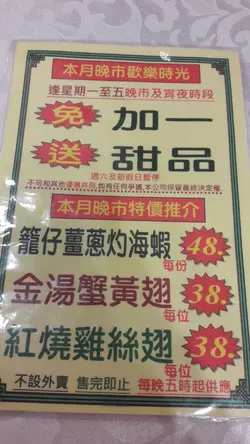 本月晚市歡樂時光
逢星期一至五晚市及宵夜時段
免 加一
送 甜品
週六及節假日暫停
不可和其他優惠共用,如有任何爭議,本公司保留最終決定權.
本月晚市特價推介
籠仔薑蔥灼海蝦 48.
每份
金湯蟹黃翅 38.
每位
紅燒雞絲翅 38.
每位
不設外賣 售完即止 每晚五時起供應